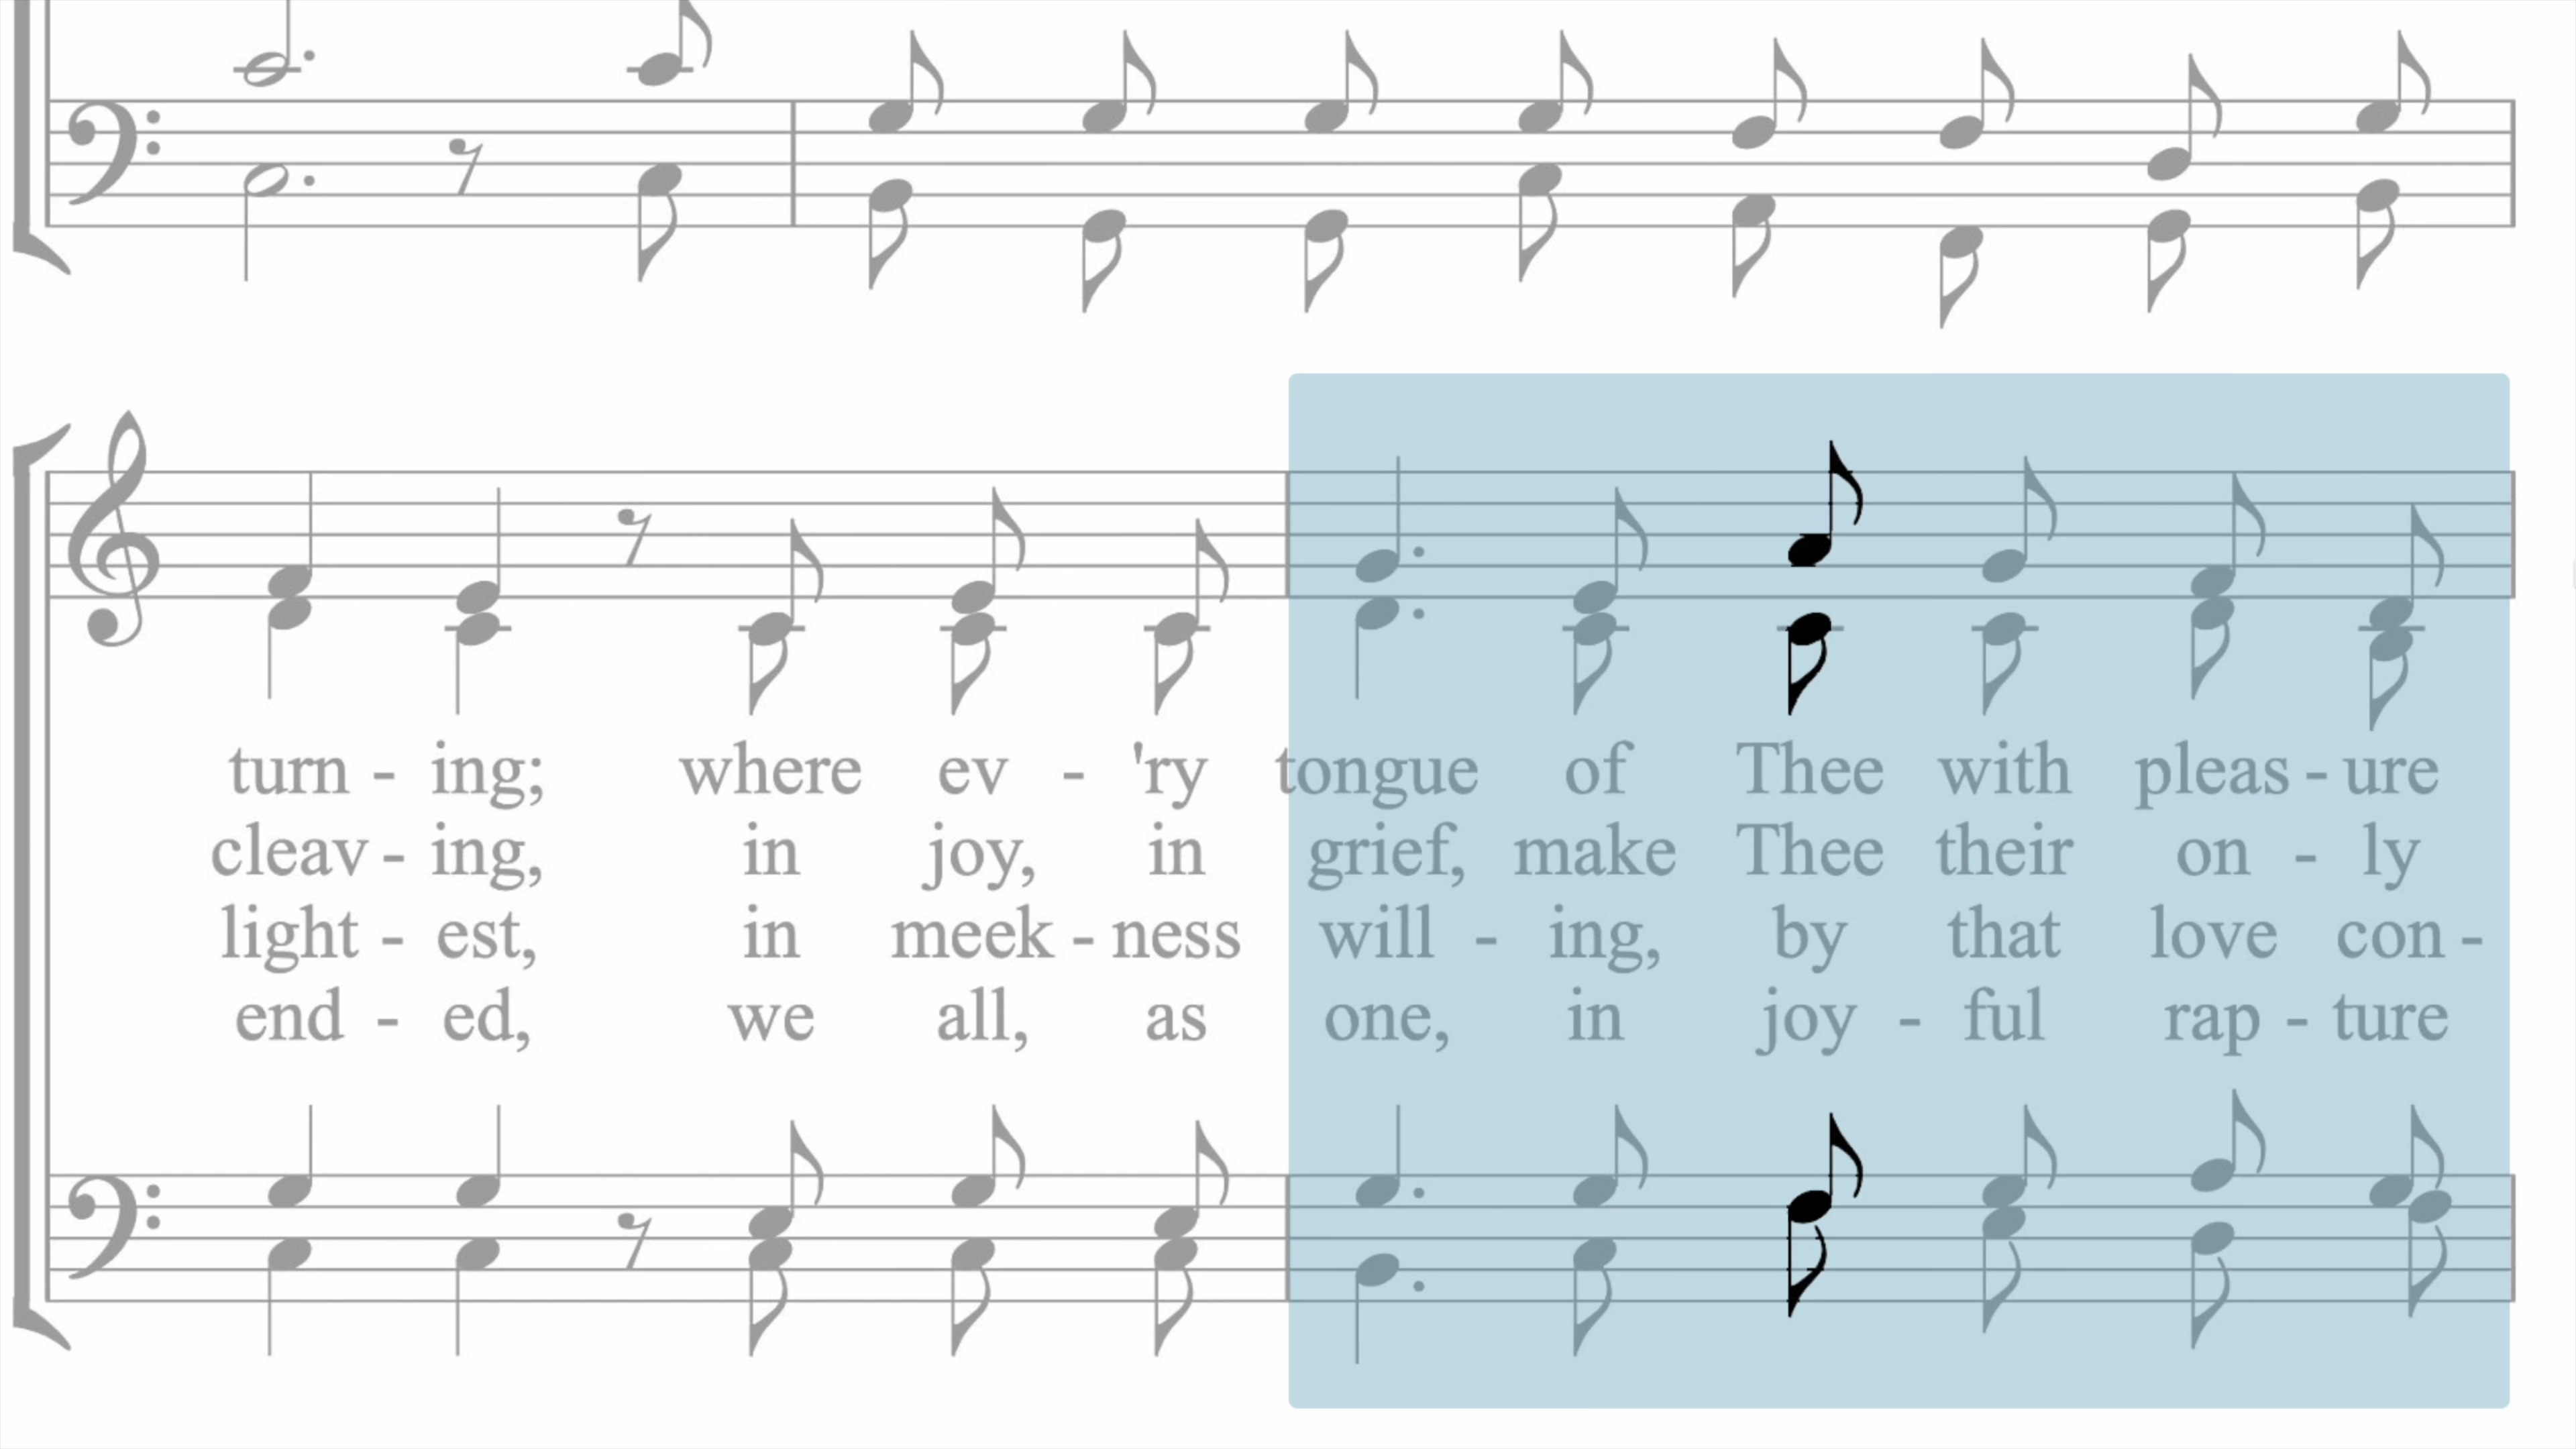 turn - ing; where ev - 'ry tongue of Thee with pleas - ure
cleav - ing, in joy, in grief, make Thee their on - ly
light - est, in meek - ness will - ing, by that love con -
end - ed, we all, as one, in joy - ful rap - ture